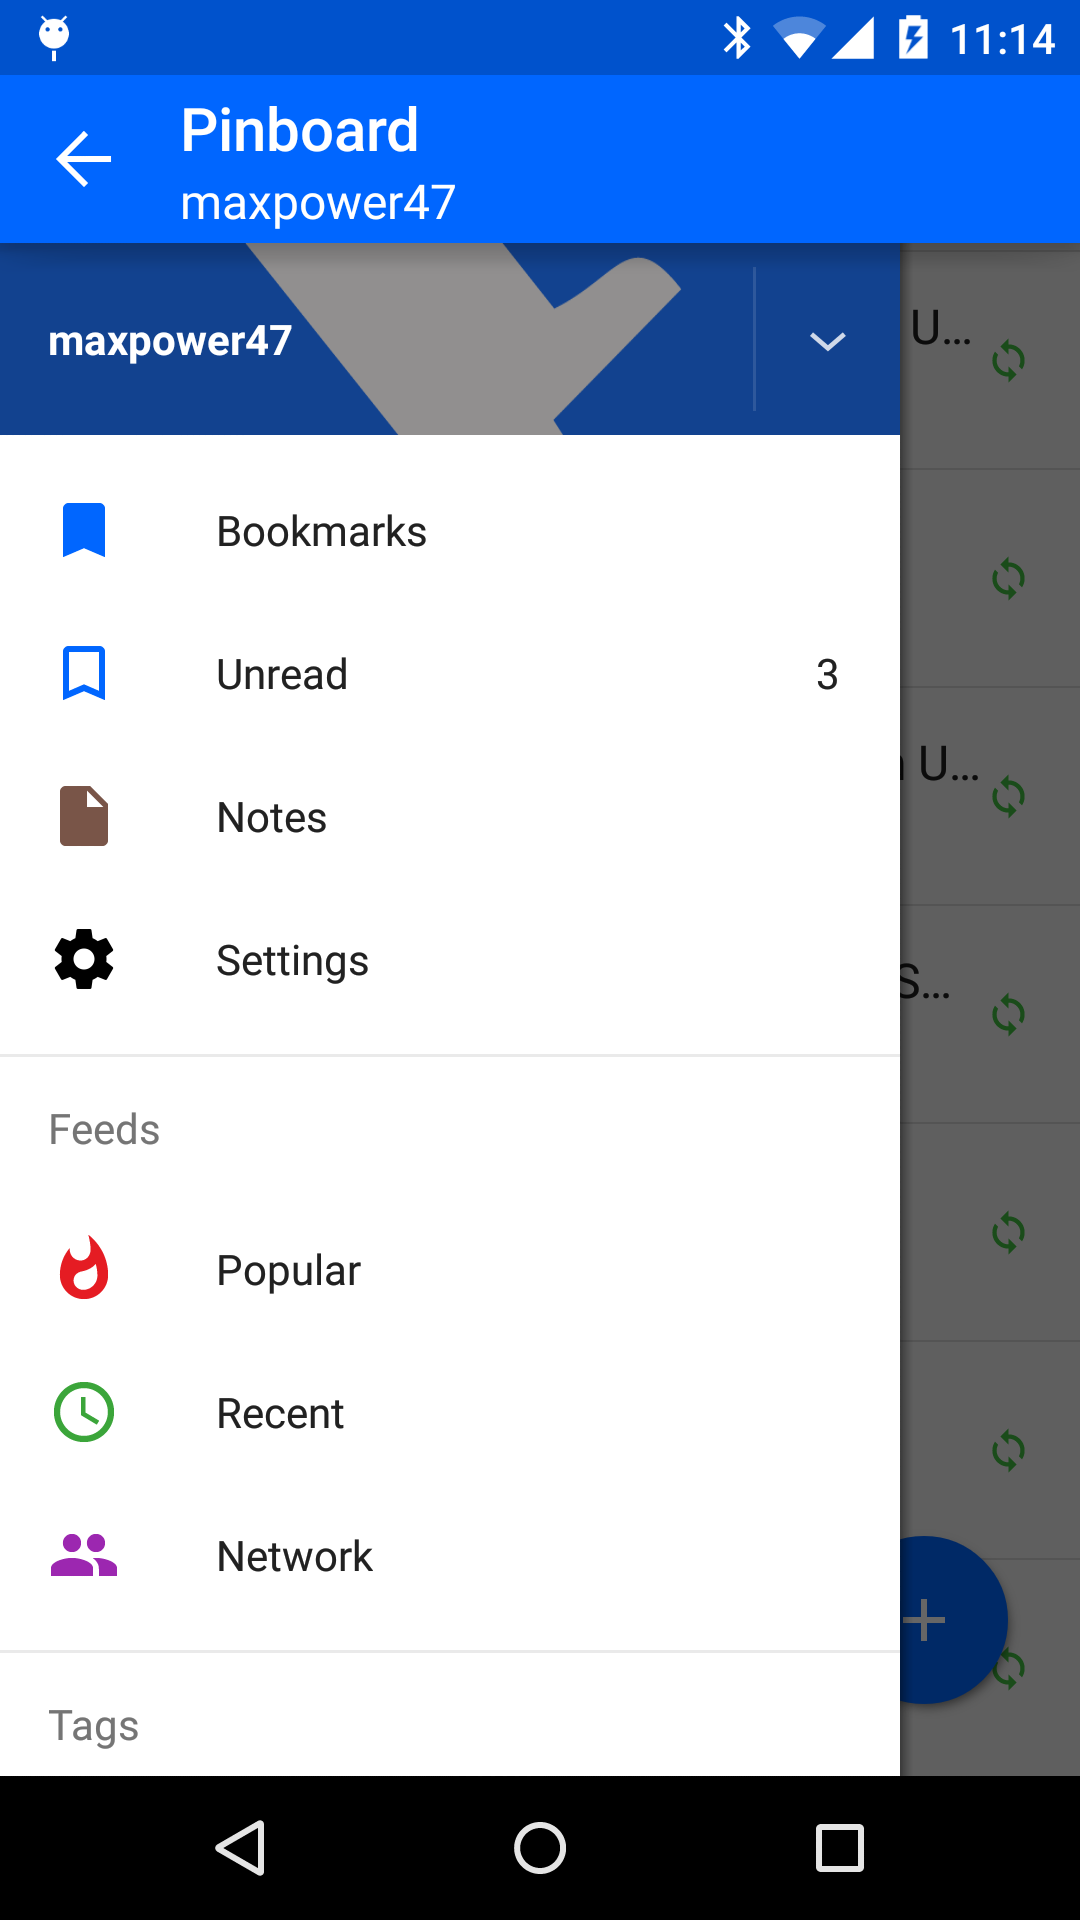 11:14
Pinboard
maxpower47
maxpower47
U...
Bookmarks
Unread 3
Notes
U...
Settings
S...
Feeds
Popular
Recent
Network
Tags